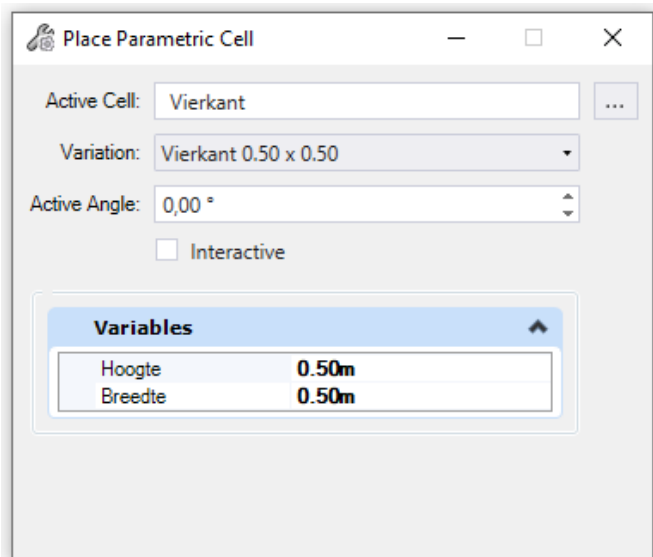 Place Parametric Cell
Active Cell: Vierkant ...
Variation: Vierkant 0.50 x 0.50
Active Angle: 0,00 °
Interactive
Variables
Hoogte 0.50m
Breedte 0.50m